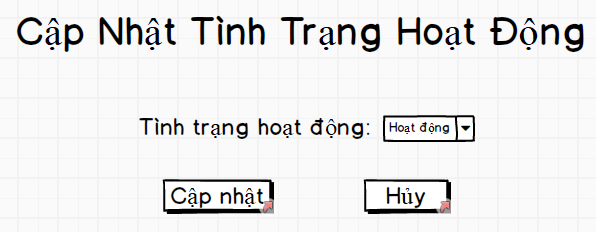 Cập Nhật Tình Trạng Hoạt Động
Tình trạng hoạt động: Hoạt động
Cập nhật Hủy